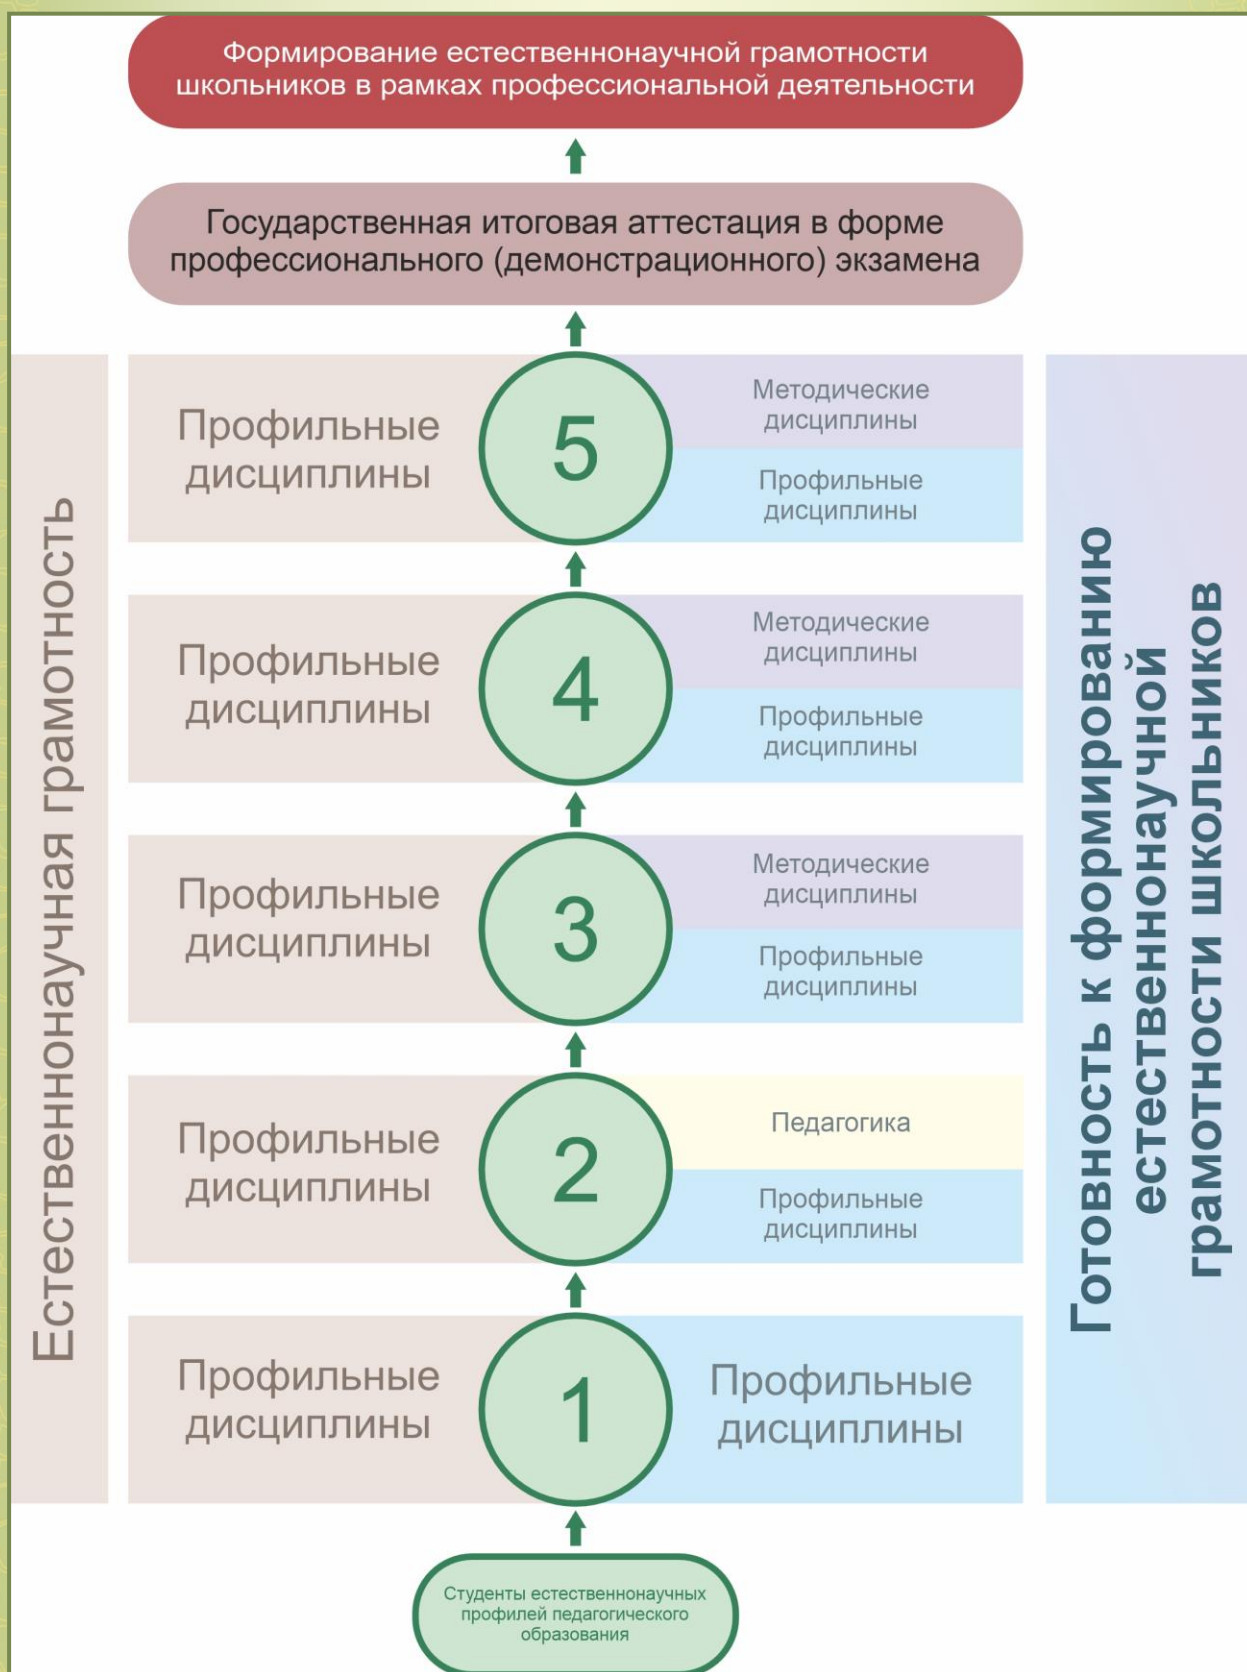 Формирование естественнонаучной грамотности
школьников в рамках профессиональной деятельности
Государственная итоговая аттестация в форме
профессионального (демонстрационного) экзамена
Естественнонаучная грамотность
Профильные
дисциплины
5
Методические
дисциплины
Профильные
дисциплины
Профильные
дисциплины
4
Методические
дисциплины
Профильные
дисциплины
Профильные
дисциплины
3
Методические
дисциплины
Профильные
дисциплины
Профильные
дисциплины
2
Педагогика
Профильные
дисциплины
Профильные
дисциплины
1
Профильные
дисциплины
Готовность к формированию
естественнонаучной
грамотности школьников
Студенты естественнонаучных
профилей педагогического
образования